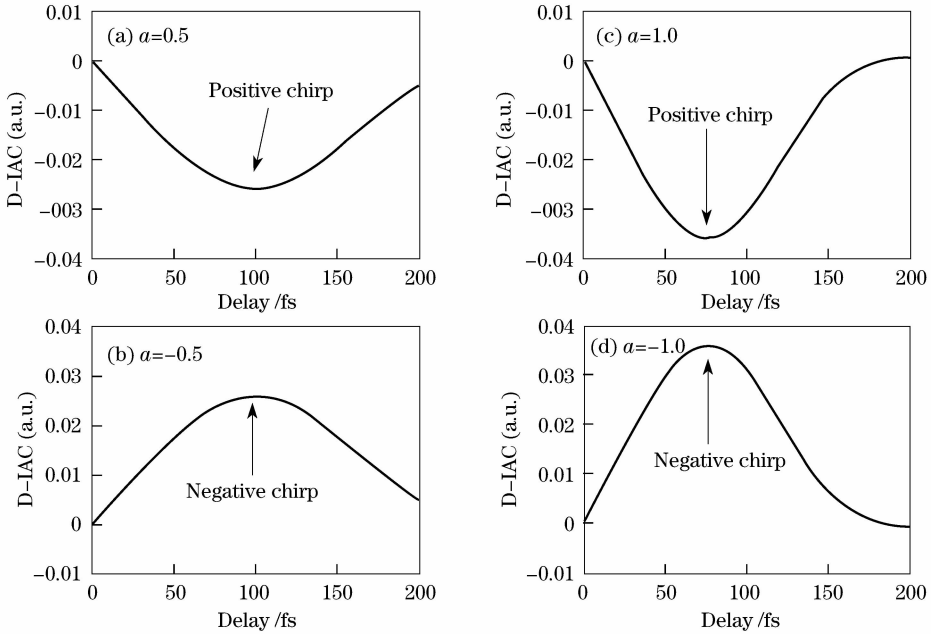 (a) a=0.5
Positive chirp
0.01
0
−0.01
−0.02
−003
−0.04
D−IAC (a.u.)
0 50 100 150 200
Delay /fs
(c) a=1.0
Positive chirp
0.01
0
−0.01
−0.02
−003
−0.04
D−IAC (a.u.)
0 50 100 150 200
Delay /fs
(b) a=−0.5
Negative chirp
0.04
0.03
0.02
0.01
0
−0.01
D−IAC (a.u.)
0 50 100 150 200
Delay /fs
(d) a=−1.0
Negative chirp
0.04
0.03
0.02
0.01
0
−0.01
D−IAC (a.u.)
0 50 100 150 200
Delay /fs